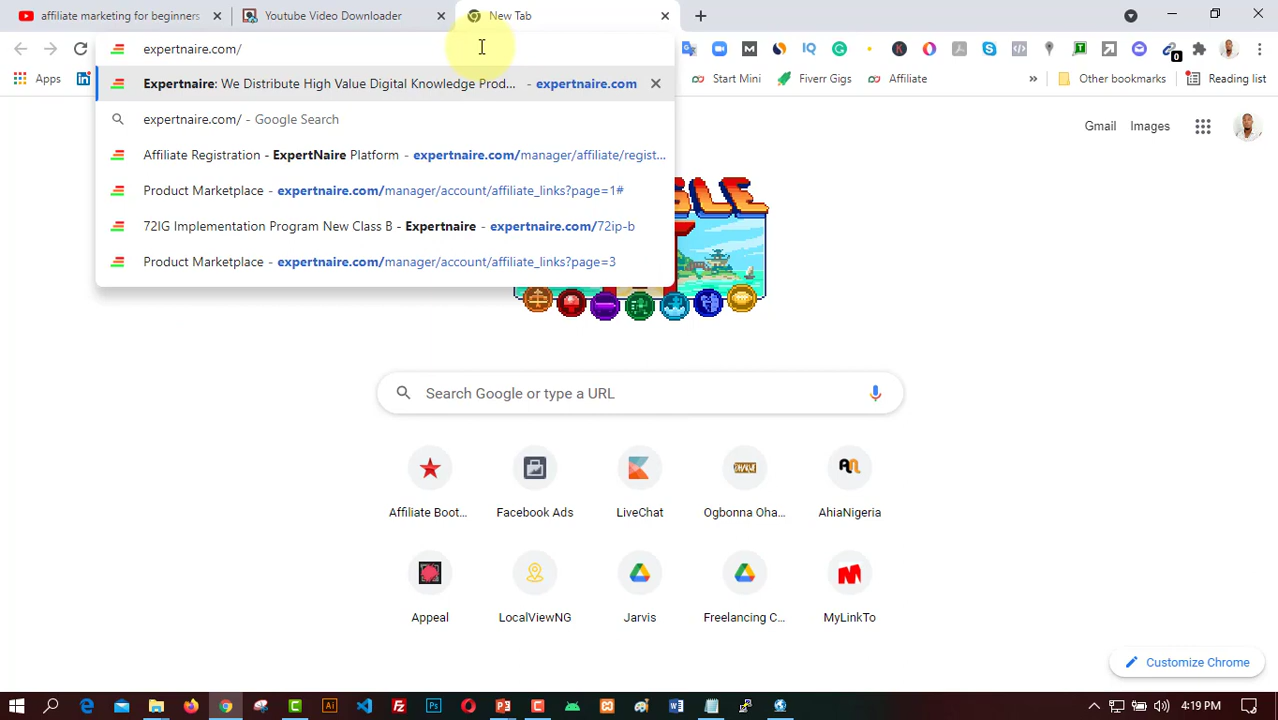 affiliate marketing for beginners
Youtube Video Downloader
New Tab
expertnaire.com/
0
Expertnaire: We Distribute High Value Digital Knowledge Prod... - expertnaire.com
Apps
Start Mini
Fiverr Gigs
Affiliate
»
Other bookmarks
Reading list
expertnaire.com/ - Google Search
Gmail
Images
Affiliate Registration - ExpertNaire Platform - expertnaire.com/manager/affiliate/regist...
Product Marketplace - expertnaire.com/manager/account/affiliate_links?page=1#
72IG Implementation Program New Class B - Expertnaire - expertnaire.com/72ip-b
Product Marketplace - expertnaire.com/manager/account/affiliate_links?page=3
Search Google or type a URL
Affiliate Boot...
Facebook Ads
LiveChat
Ogbonna Oha...
AhiaNigeria
Appeal
LocalViewNG
Jarvis
Freelancing C...
MyLinkTo
Customize Chrome
4:19 PM